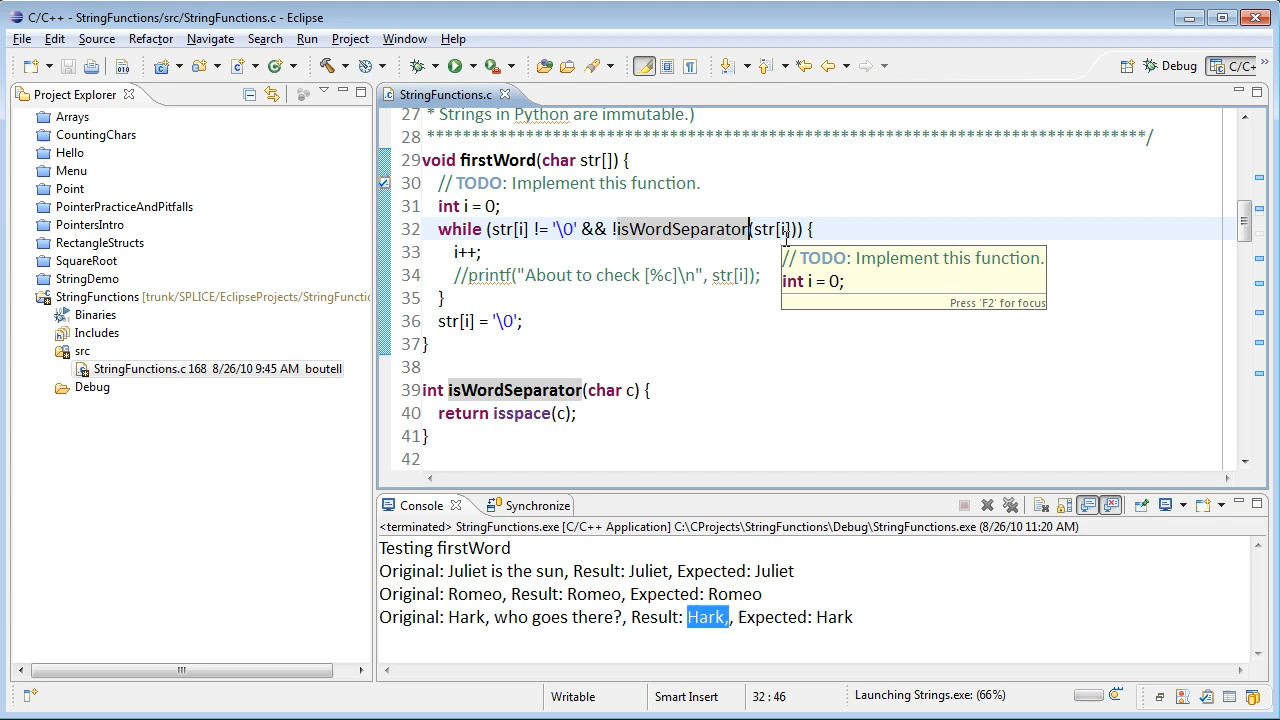 C/C++ - StringFunctions/src/StringFunctions.c - Eclipse
File Edit Source Refactor Navigate Search Run Project Window Help
Debug C/C+
Project Explorer
Arrays
CountingChars
Hello
Menu
Point
PointerPracticeAndPitfalls
PointersIntro
RandomWalk
SquareRoot
StringDemo
StringFunctions [trunk/SPLICE/EclipseProjects/StringFunctio
Binaries
Includes
src
StringFunctions.c 168 8/26/10 9:45 AM boutell
Debug
StringFunctions.c
27 * Strings in Python are immutable.)
28 ********************************************************************************/
29 void firstWord(char str[]) {
30 // TODO: Implement this function.
31 int i = 0;
32 while (str[i] != '\0' && !isWordSeparator(str[i])) {
33 i++;
34 //printf("About to check [%c]\n", str[i]);
35 }
36 str[i] = '\0';
37 }
38
39 int isWordSeparator(char c) {
40 return isspace(c);
41 }
42
// TODO: Implement this function.
int i = 0;
Press 'F2' for focus
Console Synchronize
<terminated> StringFunctions.exe [C/C++ Application] C:\CProjects\StringFunctions\Debug\StringFunctions.exe (8/26/10 11:20 AM)
Testing firstWord
Original: Juliet is the sun, Result: Juliet, Expected: Juliet
Original: Romeo, Result: Romeo, Expected: Romeo
Original: Hark, who goes there?, Result: Hark,, Expected: Hark
Writable Smart Insert 32 : 46 Launching Strings.exe: (66%)